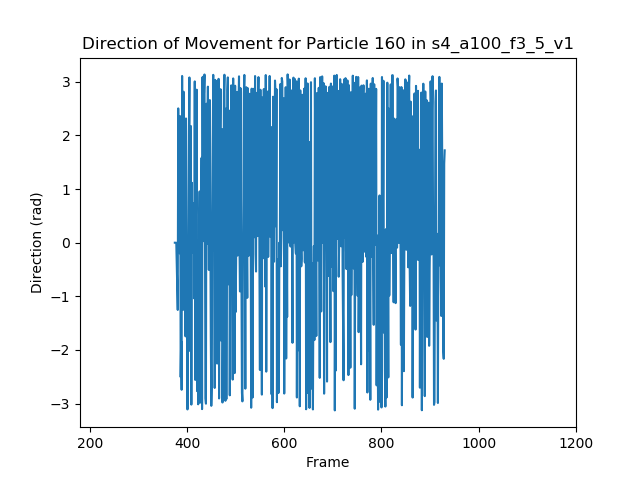 Direction of Movement for Particle 160 in s4_a100_f3_5_v1
3
2
1
0
−1
−2
−3
Direction (rad)
200 400 600 800 1000 1200
Frame